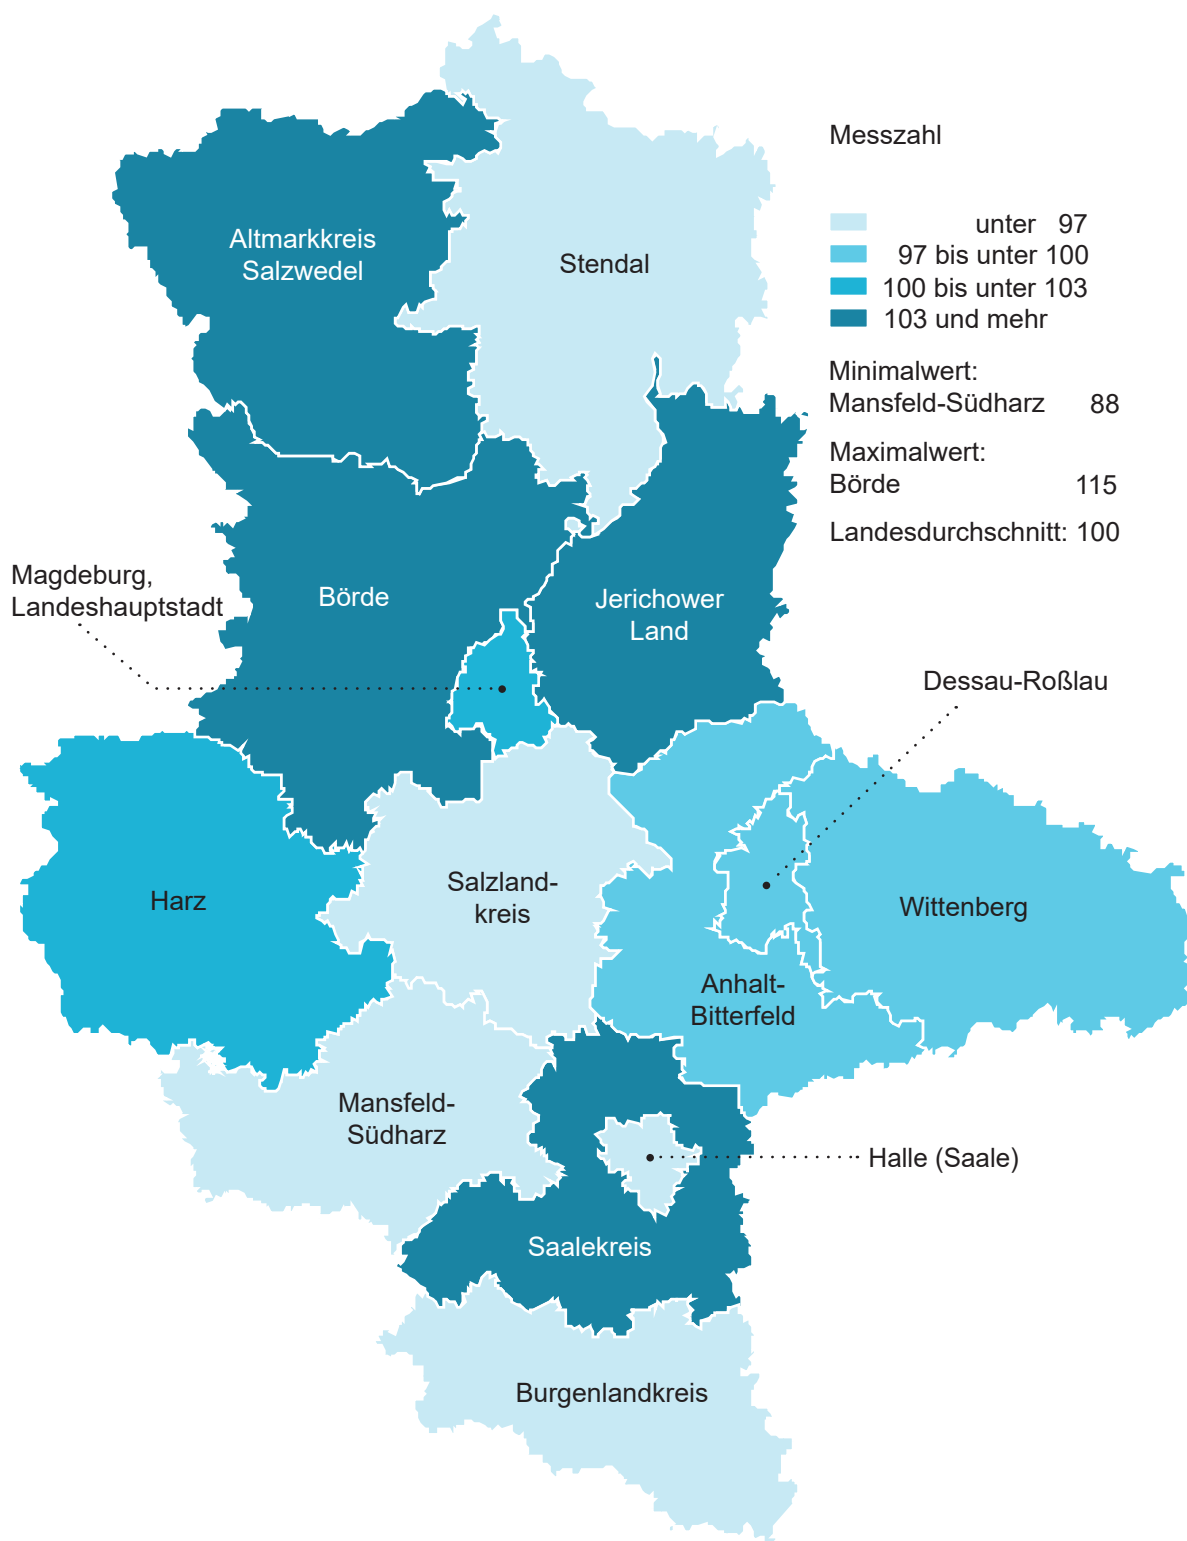 Messzahl
unter 97
97 bis unter 100
100 bis unter 103
103 und mehr
Minimalwert:
Mansfeld-Südharz 88
Maximalwert:
Börde 115
Landesdurchschnitt: 100
Altmarkkreis
Salzwedel
Stendal
Magdeburg,
Landeshauptstadt
Börde
Jerichower
Land
Dessau-Roßlau
Harz
Salzland-
kreis
Wittenberg
Anhalt-
Bitterfeld
Mansfeld-
Südharz
Halle (Saale)
Saalekreis
Burgenlandkreis